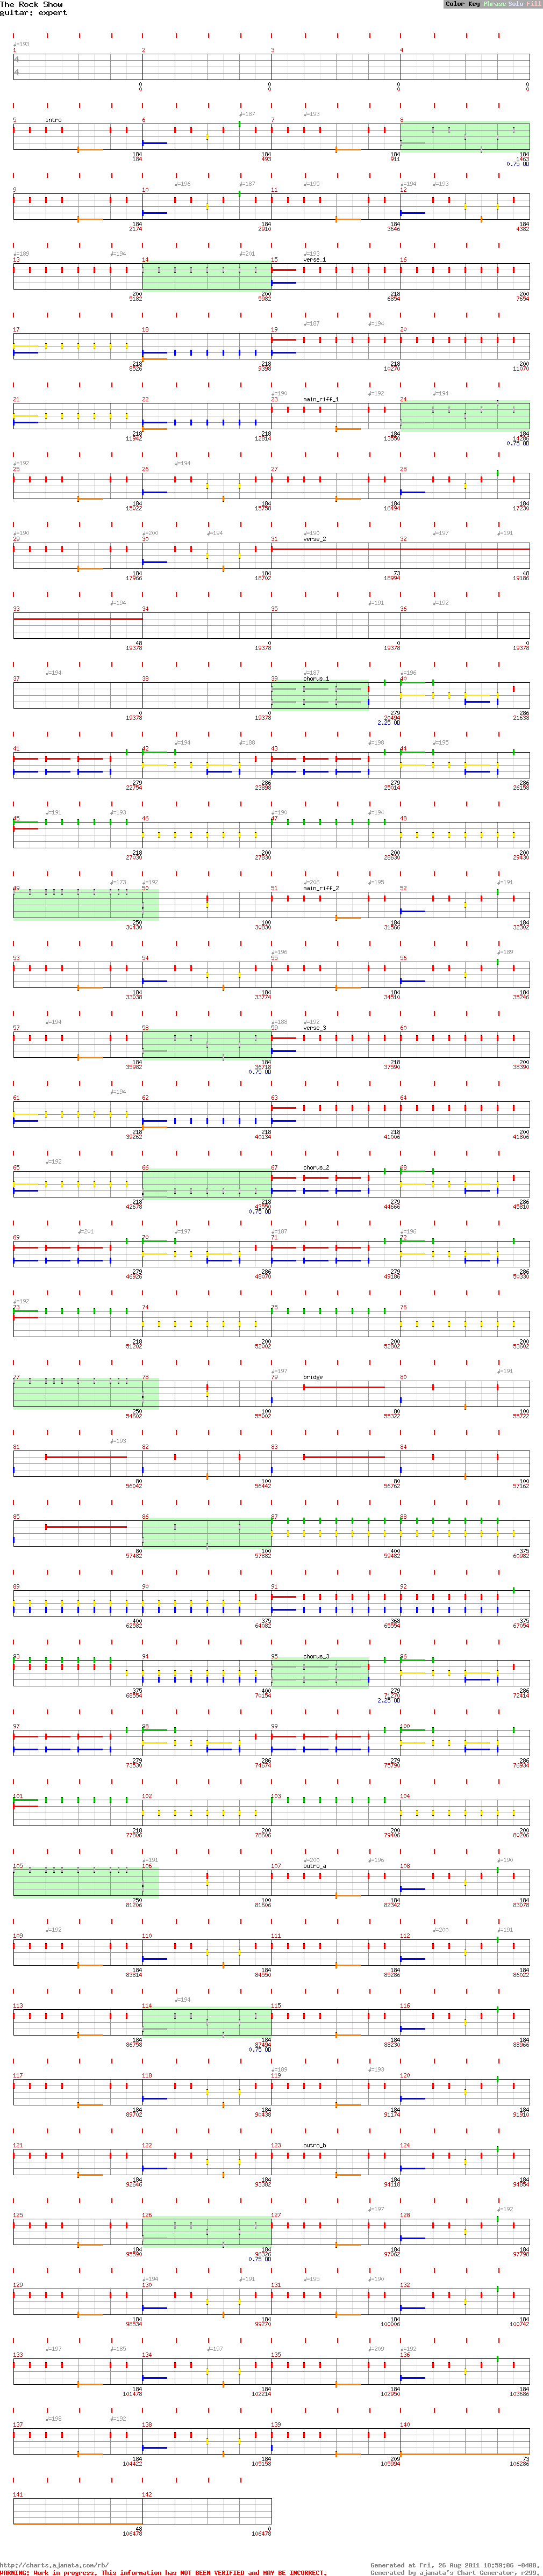 The Rock Show
guitar: expert
Color Key Phrase Solo Fill
♩=193
1 2 3 4
0 0 0 0
0 0 0 0
♩=187 ♩=193
5 intro 6 7 8
184 184 184 184
184 493 911 1463
0.75 OD
♩=196 ♩=187 ♩=195 ♩=194 ♩=193
9 10 11 12
184 184 184 184
2174 2910 3646 4382
♩=189 ♩=194 ♩=201 ♩=193
13 14 15 verse_1 16
200 200 218 200
5182 5982 6854 7654
♩=187 ♩=194
17 18 19 20
218 218 218 200
8526 9398 10270 11070
♩=190 ♩=192 ♩=194
21 22 23 main_riff_1 24
218 218 184 184
11942 12814 13550 14286
0.75 OD
♩=192 ♩=194
25 26 27 28
184 184 184 184
15022 15758 16494 17230
♩=190 ♩=200 ♩=194 ♩=190 ♩=197 ♩=191
29 30 31 verse_2 32
184 184 73 48
17966 18702 18994 19186
♩=194 ♩=191 ♩=192
33 34 35 36
48 0 0 0
19378 19378 19378 19378
♩=194 ♩=187 ♩=196
37 38 39 chorus_1 40
0 0 279 286
19378 19378 20494 21638
2.25 OD
♩=194 ♩=188 ♩=198 ♩=195
41 42 43 44
279 286 279 286
22754 23898 25014 26158
♩=191 ♩=193 ♩=190 ♩=194
45 46 47 48
218 200 200 200
27030 27830 28630 29430
♩=173 ♩=192 ♩=206 ♩=195 ♩=191
49 50 51 main_riff_2 52
250 100 184 184
30430 30830 31566 32302
♩=196 ♩=189
53 54 55 56
184 184 184 184
33038 33774 34510 35246
♩=194 ♩=188 ♩=192
57 58 59 verse_3 60
184 184 218 200
35982 36718 37590 38390
0.75 OD
♩=194
61 62 63 64
218 218 218 200
39262 40134 41006 41806
♩=192
65 66 67 chorus_2 68
218 218 279 286
42678 43550 44666 45810
0.75 OD
♩=201 ♩=197 ♩=187 ♩=196
69 70 71 72
279 286 279 286
46926 48070 49186 50330
♩=192
73 74 75 76
218 200 200 200
51202 52002 52802 53602
♩=197 ♩=191
77 78 79 bridge 80
250 100 80 100
54602 55002 55322 55722
♩=193
81 82 83 84
80 100 80 100
56042 56442 56762 57162
85 86 87 88
80 100 400 375
57482 57882 59482 60982
89 90 91 92
400 375 368 375
62582 64082 65554 67054
93 94 95 chorus_3 96
375 400 279 286
68554 70154 71270 72414
2.25 OD
97 98 99 100
279 286 279 286
73530 74674 75790 76934
101 102 103 104
218 200 200 200
77806 78606 79406 80206
♩=191 ♩=200 ♩=196 ♩=190
105 106 107 outro_a 108
250 100 184 184
81206 81606 82342 83078
♩=192 ♩=200 ♩=191
109 110 111 112
184 184 184 184
83814 84550 85286 86022
♩=194
113 114 115 116
184 184 184 184
86758 87494 88230 88966
0.75 OD
♩=189 ♩=193
117 118 119 120
184 184 184 184
89702 90438 91174 91910
121 122 123 outro_b 124
184 184 184 184
92646 93382 94118 94854
♩=197 ♩=192
125 126 127 128
184 184 184 184
95590 96326 97062 97798
0.75 OD
♩=194 ♩=191 ♩=195 ♩=190
129 130 131 132
184 184 184 184
98534 99270 100006 100742
♩=197 ♩=185 ♩=197 ♩=209 ♩=192
133 134 135 136
184 184 184 184
101478 102214 102950 103686
♩=198 ♩=192
137 138 139 140
184 184 209 73
104422 105158 105994 106286
141 142
48 0
106478 106478
http://charts.ajanata.com/rb/
Generated at Fri, 26 Aug 2011 18:59:06 -0400.
WARNING: Work in progress. This information has NOT BEEN VERIFIED and MAY BE INCORRECT.
Generated by ajanata's Chart Generator, r299.